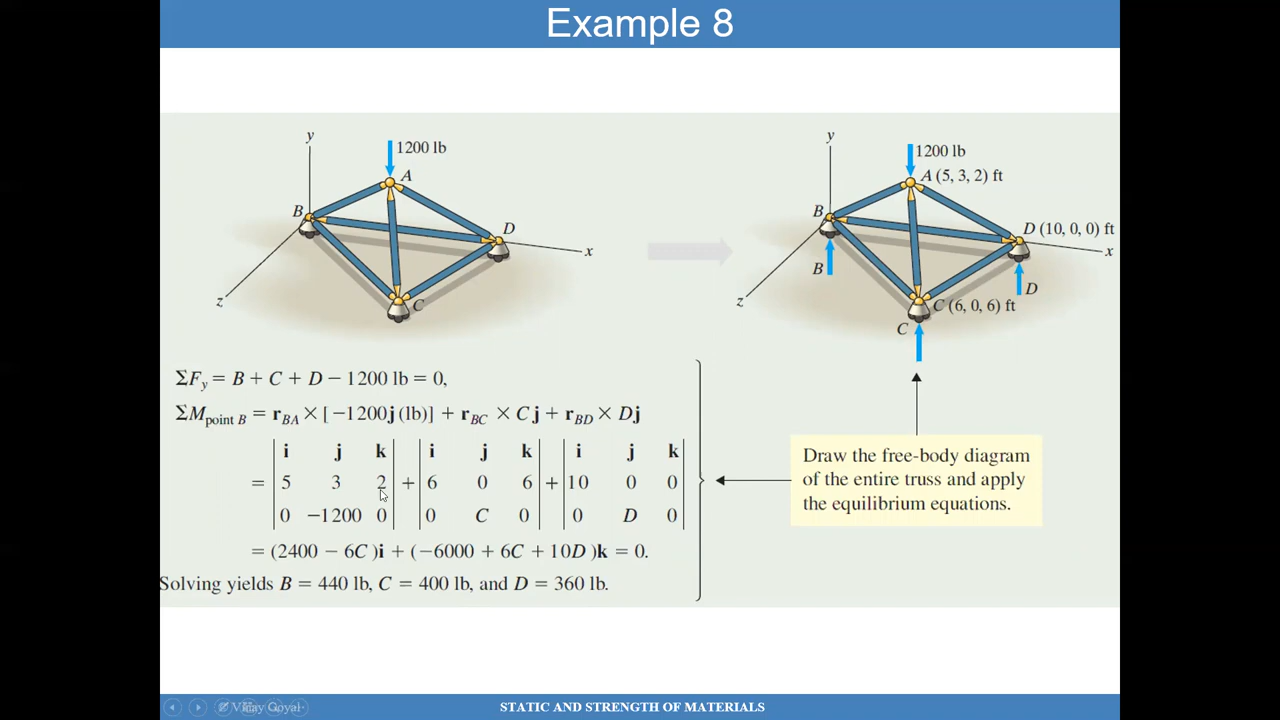 Example 8
y
1200 lb
A
B
D
x
z
C
y
1200 lb
A (5, 3, 2) ft
B
D (10, 0, 0) ft
x
B
D
z
C (6, 0, 6) ft
C
ΣF_y = B + C + D − 1200 lb = 0,
ΣM_point B = r_BA × [−1200j (lb)] + r_BC × Cj + r_BD × Dj
= | i j k | + | i j k | + | i j k |
| 5 3 2 | | 6 0 6 | | 10 0 0 |
| 0 −1200 0 | | 0 C 0 | | 0 D 0 |
= (2400 − 6C)i + (−6000 + 6C + 10D)k = 0.
Solving yields B = 440 lb, C = 400 lb, and D = 360 lb.
Draw the free-body diagram
of the entire truss and apply
the equilibrium equations.
Vinay Goyal
STATIC AND STRENGTH OF MATERIALS